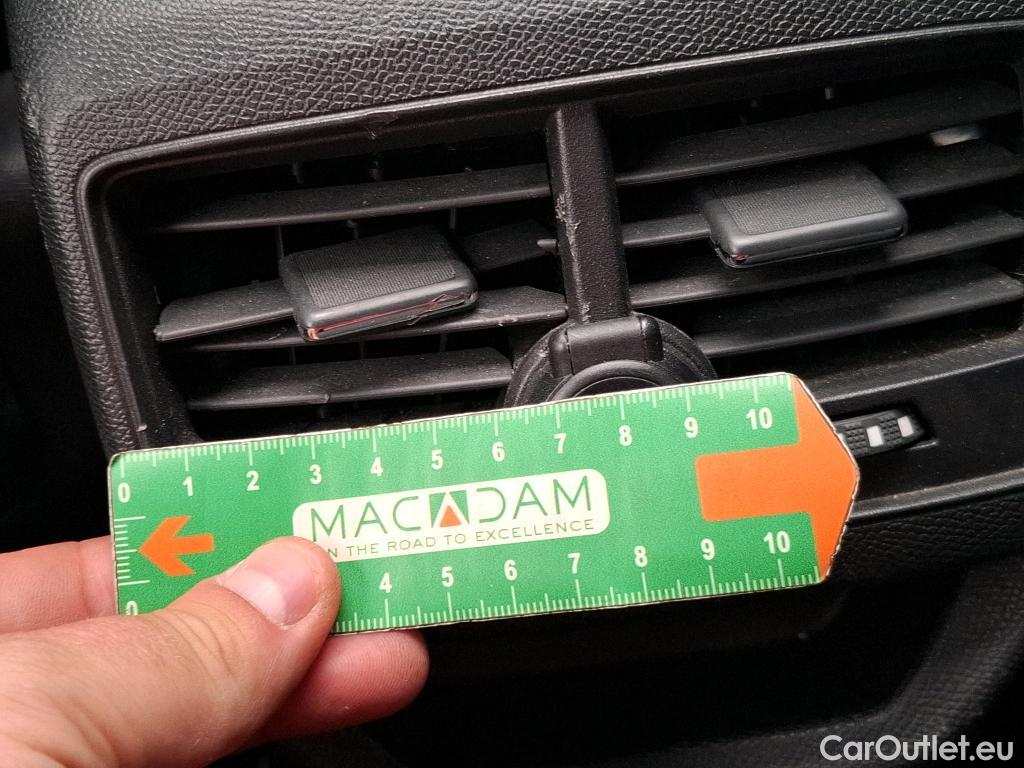 0 1 2 3 4 5 6 7 8 9 10
MACADAM
N THE ROAD TO EXCELLENCE
0 4 5 6 7 8 9 10
CarOutlet.eu